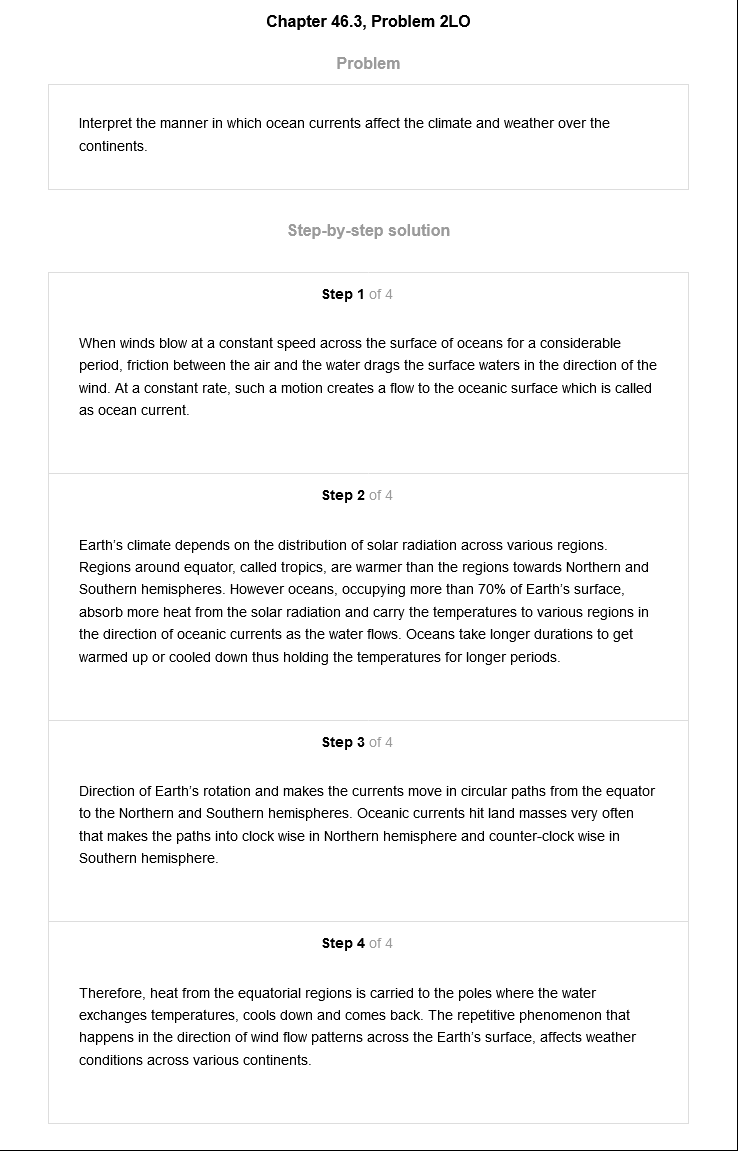 Chapter 46.3, Problem 2LO
Problem
Interpret the manner in which ocean currents affect the climate and weather over the
continents.
Step-by-step solution
Step 1 of 4
When winds blow at a constant speed across the surface of oceans for a considerable
period, friction between the air and the water drags the surface waters in the direction of the
wind. At a constant rate, such a motion creates a flow to the oceanic surface which is called
as ocean current.
Step 2 of 4
Earth's climate depends on the distribution of solar radiation across various regions.
Regions around equator, called tropics, are warmer than the regions towards Northern and
Southern hemispheres. However oceans, occupying more than 70% of Earth's surface,
absorb more heat from the solar radiation and carry the temperatures to various regions in
the direction of oceanic currents as the water flows. Oceans take longer durations to get
warmed up or cooled down thus holding the temperatures for longer periods.
Step 3 of 4
Direction of Earth's rotation and makes the currents move in circular paths from the equator
to the Northern and Southern hemispheres. Oceanic currents hit land masses very often
that makes the paths into clock wise in Northern hemisphere and counter-clock wise in
Southern hemisphere.
Step 4 of 4
Therefore, heat from the equatorial regions is carried to the poles where the water
exchanges temperatures, cools down and comes back. The repetitive phenomenon that
happens in the direction of wind flow patterns across the Earth's surface, affects weather
conditions across various continents.